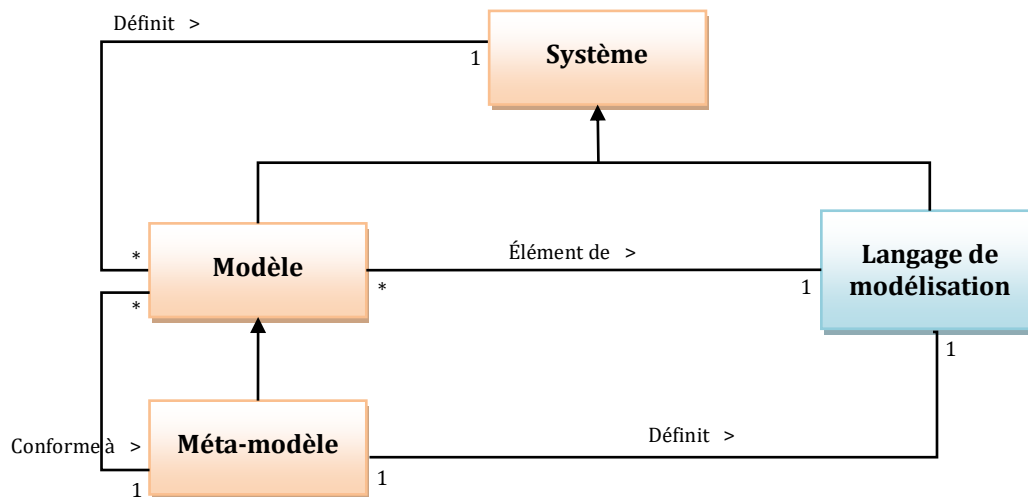 Définit >
Système
1
*
Modèle
Élément de >
Langage de
modélisation
*
*
1
1
Conforme à >
Méta-modèle
Définit >
1
1